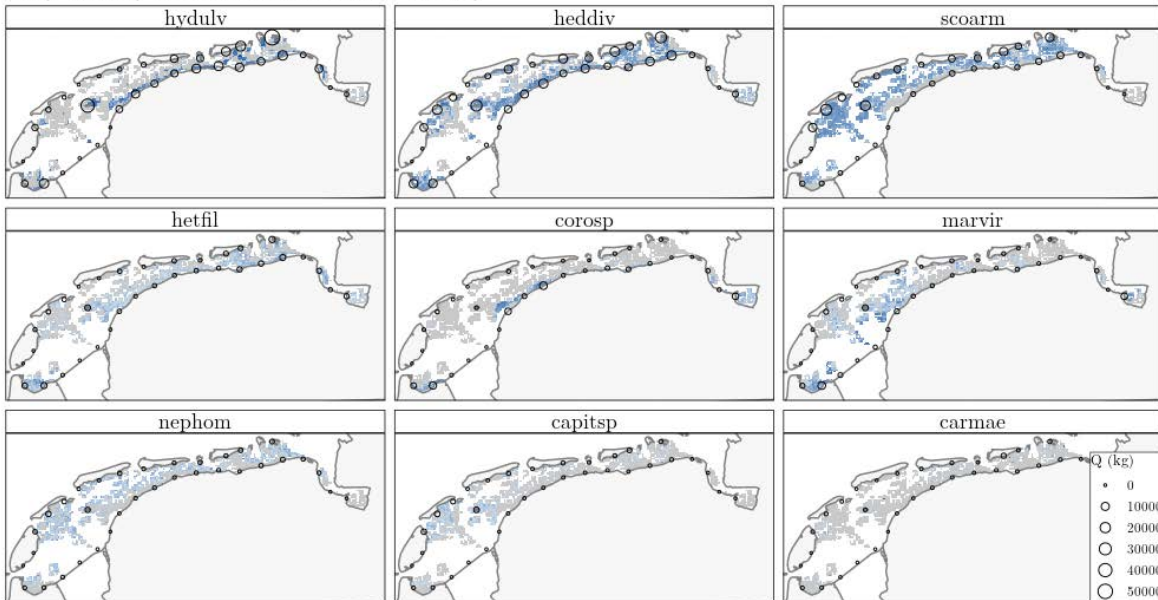 hydulv
heddiv
scoarm
hetfil
corosp
marvir
nephom
capitsp
carmae
Q (kg)
0
10000
20000
30000
40000
50000